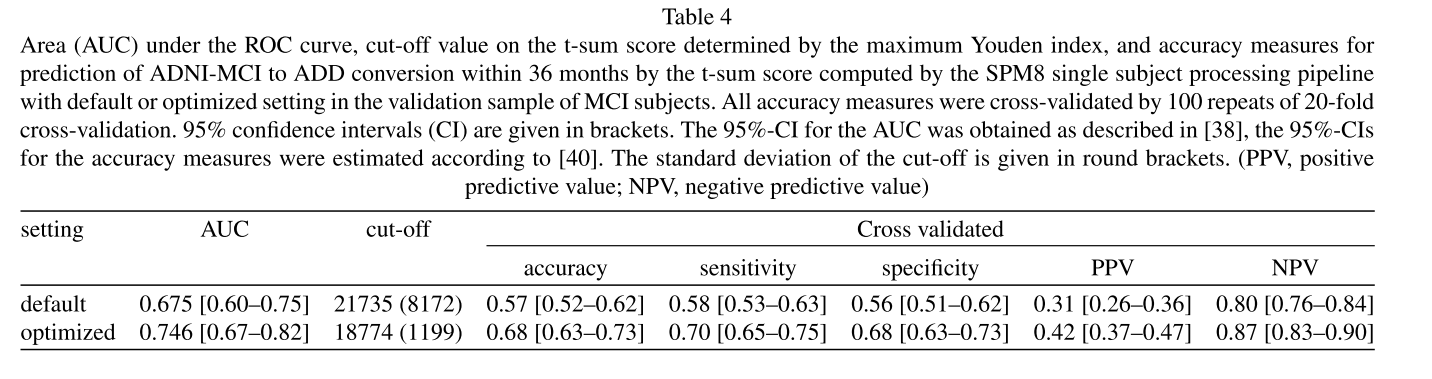 Table 4
Area (AUC) under the ROC curve, cut-off value on the t-sum score determined by the maximum Youden index, and accuracy measures for
prediction of ADNI-MCI to ADD conversion within 36 months by the t-sum score computed by the SPM8 single subject processing pipeline
with default or optimized setting in the validation sample of MCI subjects. All accuracy measures were cross-validated by 100 repeats of 20-fold
cross-validation. 95% confidence intervals (CI) are given in brackets. The 95%-CI for the AUC was obtained as described in [38], the 95%-CIs
for the accuracy measures were estimated according to [40]. The standard deviation of the cut-off is given in round brackets. (PPV, positive
predictive value; NPV, negative predictive value)
setting AUC cut-off Cross validated
accuracy sensitivity specificity PPV NPV
default 0.675 [0.60–0.75] 21735 (8172) 0.57 [0.52–0.62] 0.58 [0.53–0.63] 0.56 [0.51–0.62] 0.31 [0.26–0.36] 0.80 [0.76–0.84]
optimized 0.746 [0.67–0.82] 18774 (1199) 0.68 [0.63–0.73] 0.70 [0.65–0.75] 0.68 [0.63–0.73] 0.42 [0.37–0.47] 0.87 [0.83–0.90]